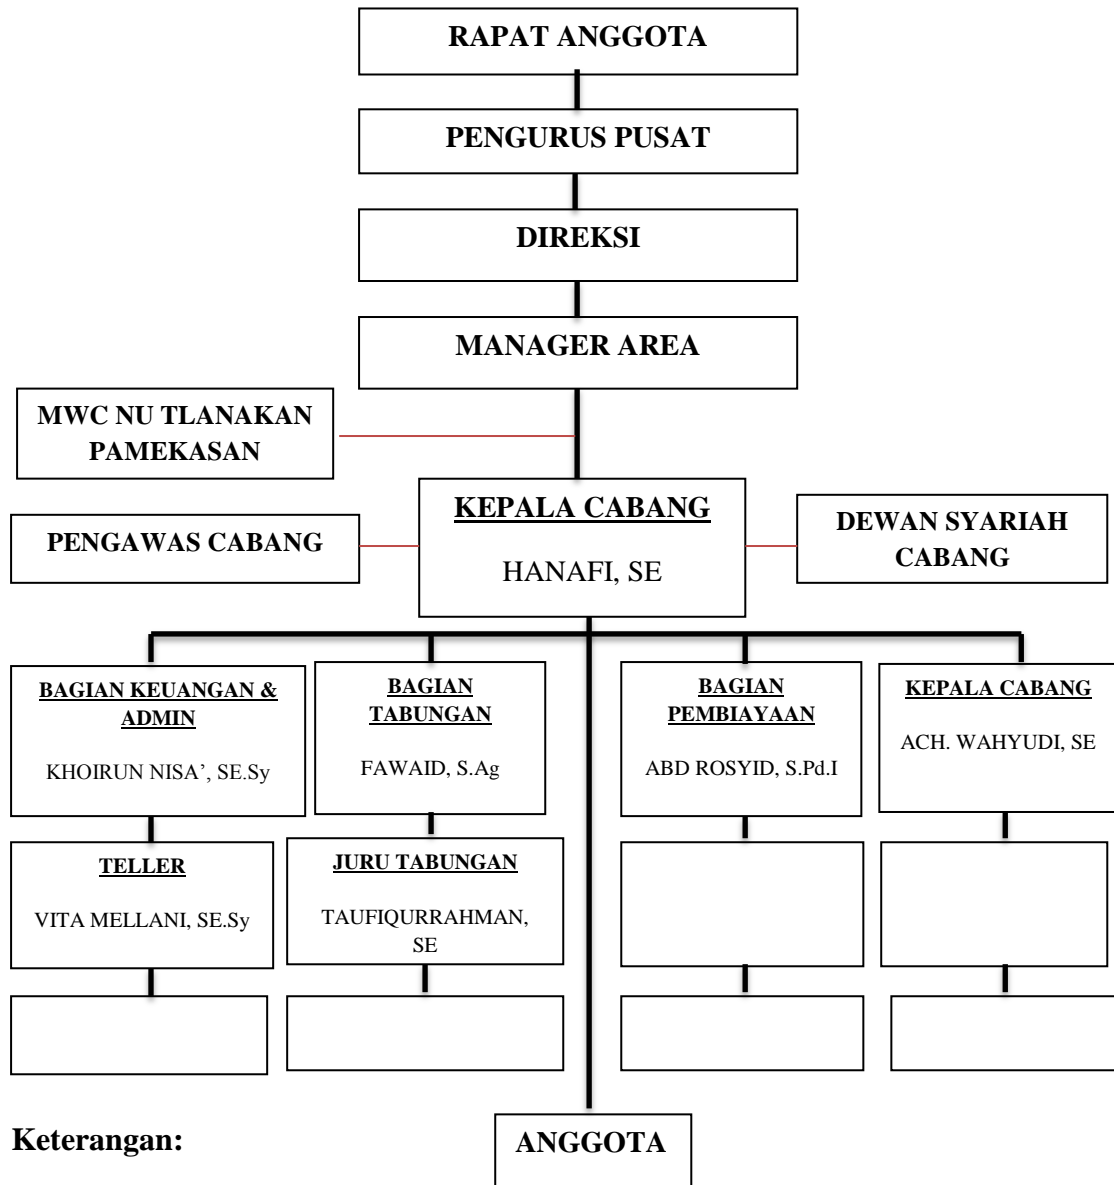 RAPAT ANGGOTA
PENGURUS PUSAT
DIREKSI
MANAGER AREA
MWC NU TLANAKAN
PAMEKASAN
KEPALA CABANG
HANAFI, SE
PENGAWAS CABANG
DEWAN SYARIAH
CABANG
BAGIAN KEUANGAN &
ADMIN
KHOIRUN NISA’, SE.Sy
BAGIAN
TABUNGAN
FAWAID, S.Ag
BAGIAN
PEMBIAYAAN
ABD ROSYID, S.Pd.I
KEPALA CABANG
ACH. WAHYUDI, SE
TELLER
VITA MELLANI, SE.Sy
JURU TABUNGAN
TAUFIQURRAHMAN,
SE
Keterangan:
ANGGOTA